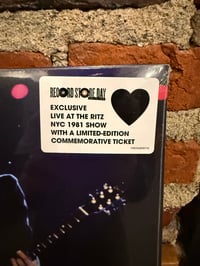 RECORD STORE DAY
EXCLUSIVE
LIVE AT THE RITZ
NYC 1981 SHOW
WITH A LIMITED-EDITION
COMMEMORATIVE TICKET